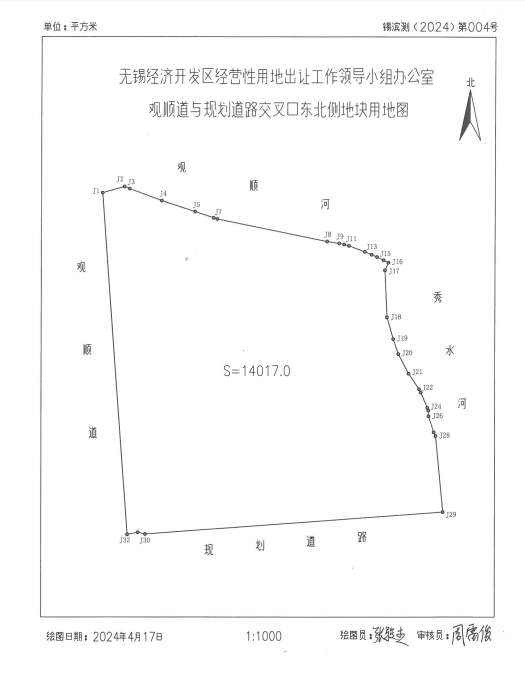 单位：平方米
锡滨测（2024）第004号
无锡经济开发区经营性用地出让工作领导小组办公室
观顺道与规划道路交叉口东北侧地块用地图
北
观顺河
J1
J2
J3
J4
J5
J7
J8
J9
J11
J13
J15
J16
J17
J18
J19
J20
J21
J22
J24
J26
J28
J29
J30
J32
观顺道
秀水河
S=14017.0
规划道路
绘图日期：2024年4月17日
1:1000
绘图员：
审核员：